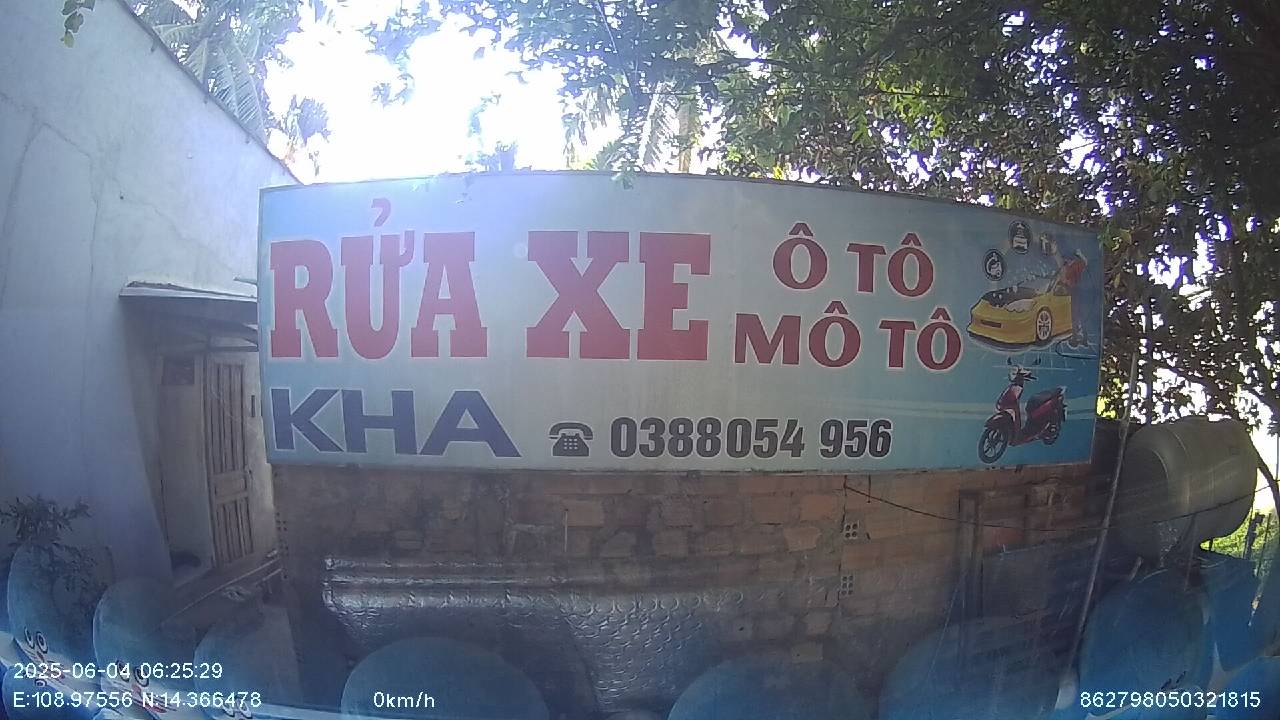 RỬA XE
Ô TÔ
MÔ TÔ
KHA
0388054 956
2025-06-04 06:25:29
E:108.97556 N:14.366478
0km/h
862798050321815